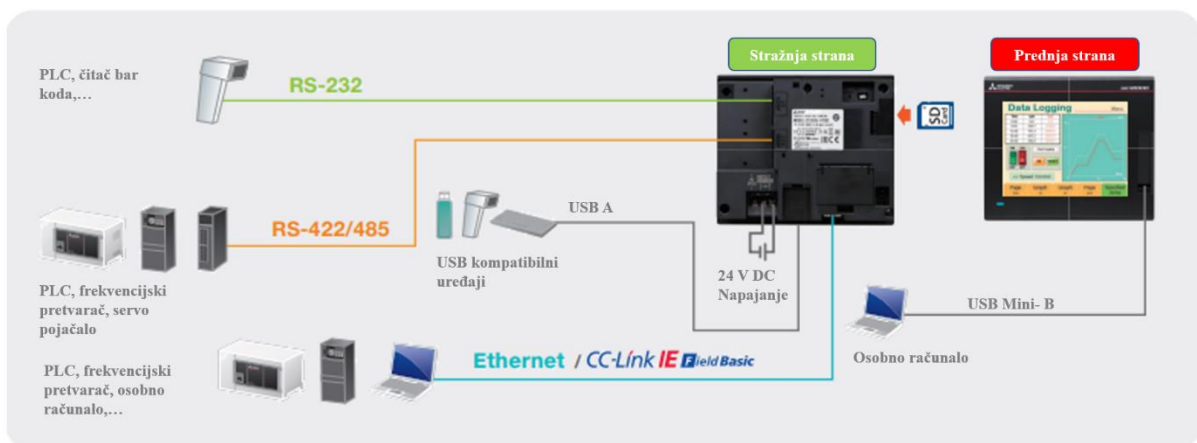 Stražnja strana
Prednja strana
PLC, čitač bar
koda,...
RS-232
SD
Card
Data Logging
RS-422/485
USB A
USB kompatibilni
uređaji
24 V DC
Napajanje
PLC, frekvencijski
pretvarač, servo
pojačalo
USB Mini- B
Osobno računalo
Ethernet / CC-Link IE Field Basic
PLC, frekvencijski
pretvarač, osobno
računalo,...